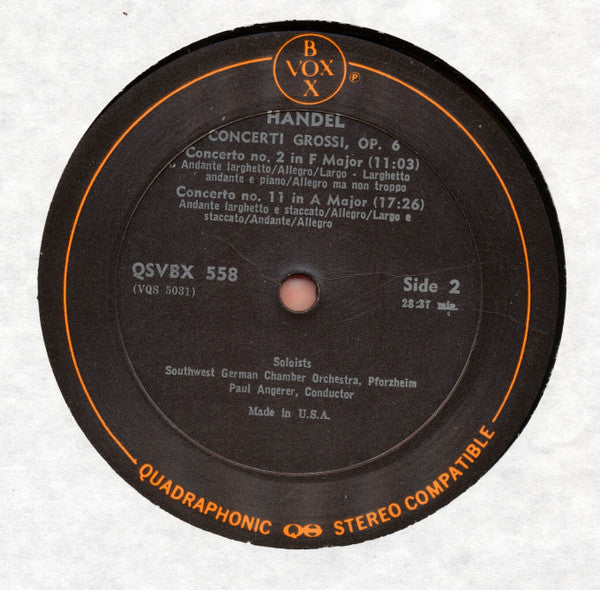 BOX
VOX
℗
HANDEL
CONCERTI GROSSI, OP. 6
Concerto no. 2 in F Major (11:03)
Andante larghetto/Allegro/Largo - Larghetto
andante e piano/Allegro ma non troppo
Concerto no. 11 in A Major (17:26)
Andante larghetto e staccato/Allegro/Largo e
staccato/Andante/Allegro
QSVBX 558
(VQS 5031)
Side 2
28:37 min.
Soloists
Southwest German Chamber Orchestra, Pforzheim
Paul Angerer, Conductor
Made in U.S.A.
QUADRAPHONIC QS STEREO COMPATIBLE